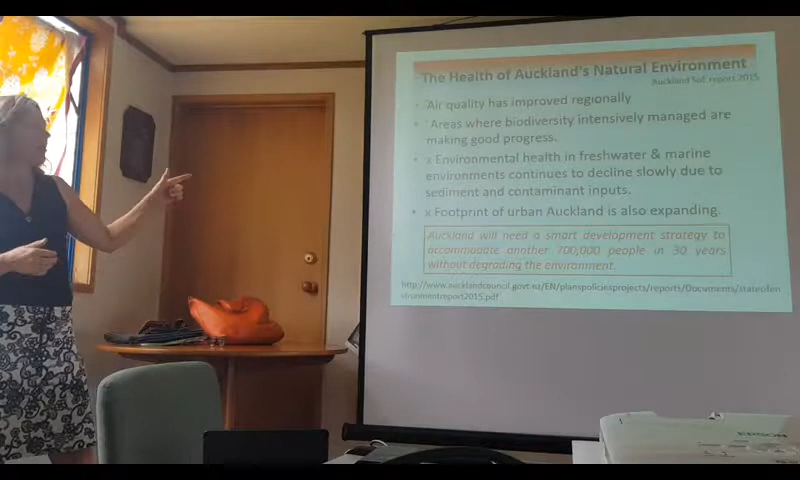 The Health of Auckland's Natural Environment
Auckland SoE report 2015
• Air quality has improved regionally
• Areas where biodiversity intensively managed are
making good progress.
• x Environmental health in freshwater & marine
environments continues to decline slowly due to
sediment and contaminant inputs.
• x Footprint of urban Auckland is also expanding.
Auckland will need a smart development strategy to
accommodate another 700,000 people in 30 years
without degrading the environment.
http://www.aucklandcouncil.govt.nz/EN/planspoliciesprojects/reports/Documents/stateofen
EPSON